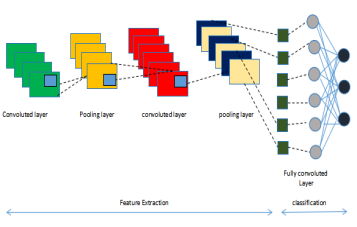 Convoluted layer
Pooling layer
convoluted layer
pooling layer
Fully convoluted
Layer
Feature Extraction
classification